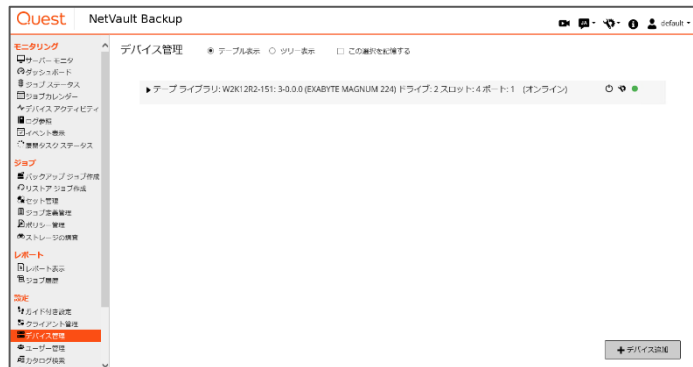 Quest NetVault Backup
default
モニタリング
サーバー モニタ
ダッシュボード
ジョブ ステータス
ジョブカレンダー
デバイス アクティビティ
ログ参照
イベント表示
展開タスク ステータス
ジョブ
バックアップ ジョブ作成
リストア ジョブ作成
セット管理
ジョブ定義管理
ポリシー管理
ストレージの検査
レポート
レポート表示
ジョブ履歴
設定
ガイド付き設定
クライアント管理
デバイス管理
ユーザー管理
カタログ検索
デバイス管理 テーブル表示 ツリー表示 この選択を記憶する
テープ ライブラリ: W2K12R2-151: 3-0.0.0 (EXABYTE MAGNUM 224) ドライブ: 2 スロット: 4 ポート: 1 (オンライン)
デバイス追加